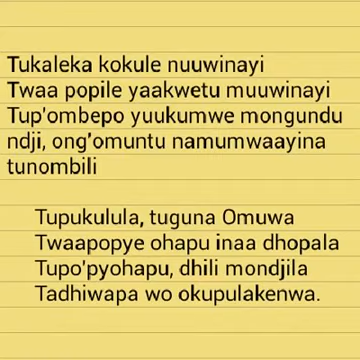 Tukaleka kokule nuuwinayi
Twaa popile yaakwetu muuwinayi
Tup'ombepo yuukumwe mongundu
ndji, ong'omuntu namumwaayina
tunombili
Tupukulula, tuguna Omuwa
Twaapopye ohapu inaa dhopala
Tupo'pyohapu, dhili mondjila
Tadhiwapa wo okupulakenwa.